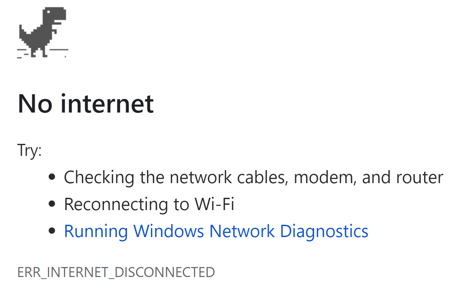 No internet
Try:
• Checking the network cables, modem, and router
• Reconnecting to Wi-Fi
• Running Windows Network Diagnostics
ERR_INTERNET_DISCONNECTED